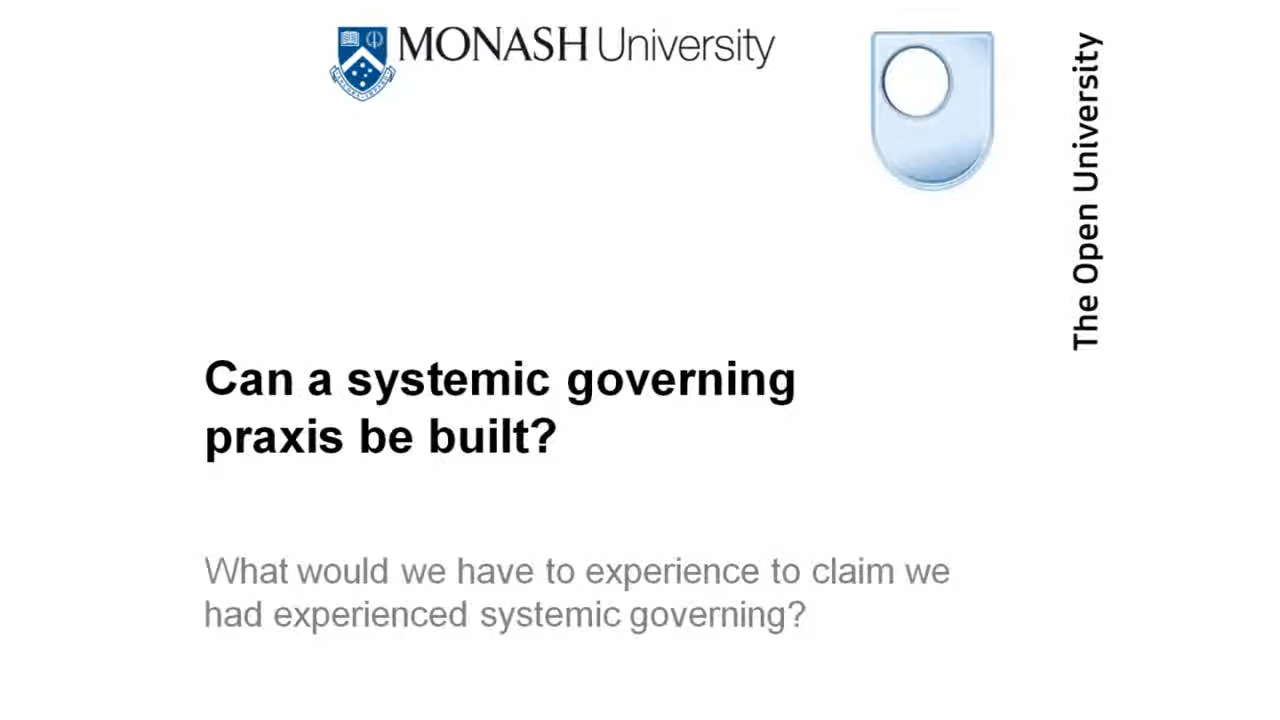 MONASH University
The Open University
Can a systemic governing
praxis be built?
What would we have to experience to claim we
had experienced systemic governing?